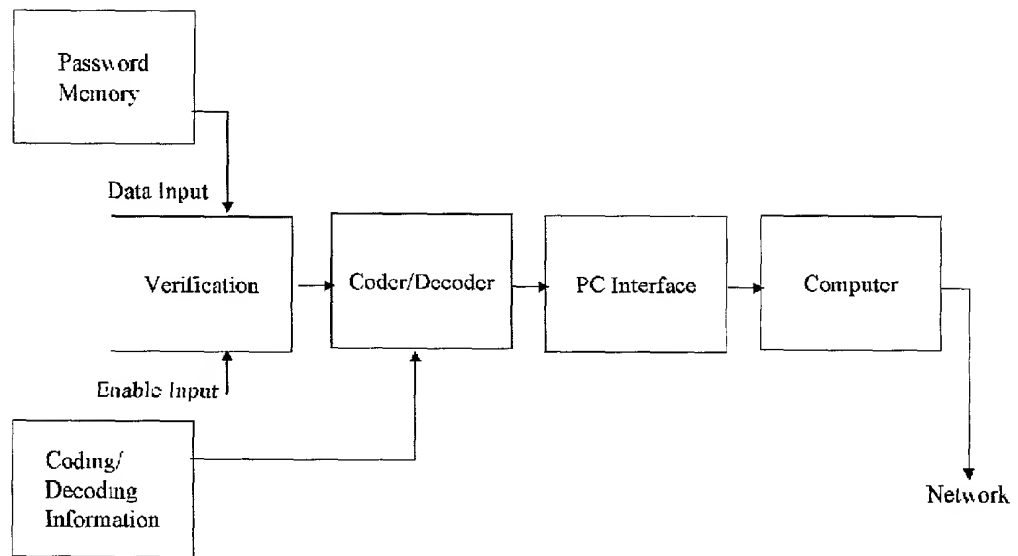 Password
Memory
Data Input
Verification
Coder/Decoder
PC Interface
Computer
Enable Input
Coding/
Decoding
Information
Network